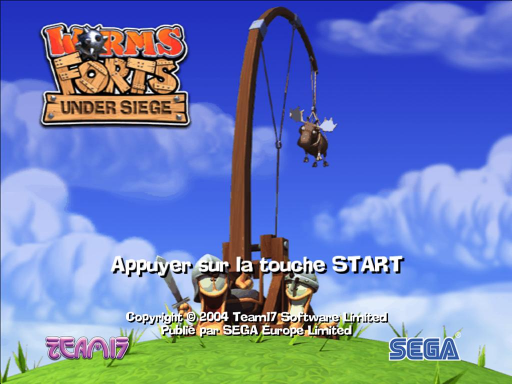 WORMS
FORTS
UNDER SIEGE
Appuyer sur la touche START
Copyright © 2004 Team17 Software Limited
Publié par SEGA Europe Limited
TEAM17
SEGA